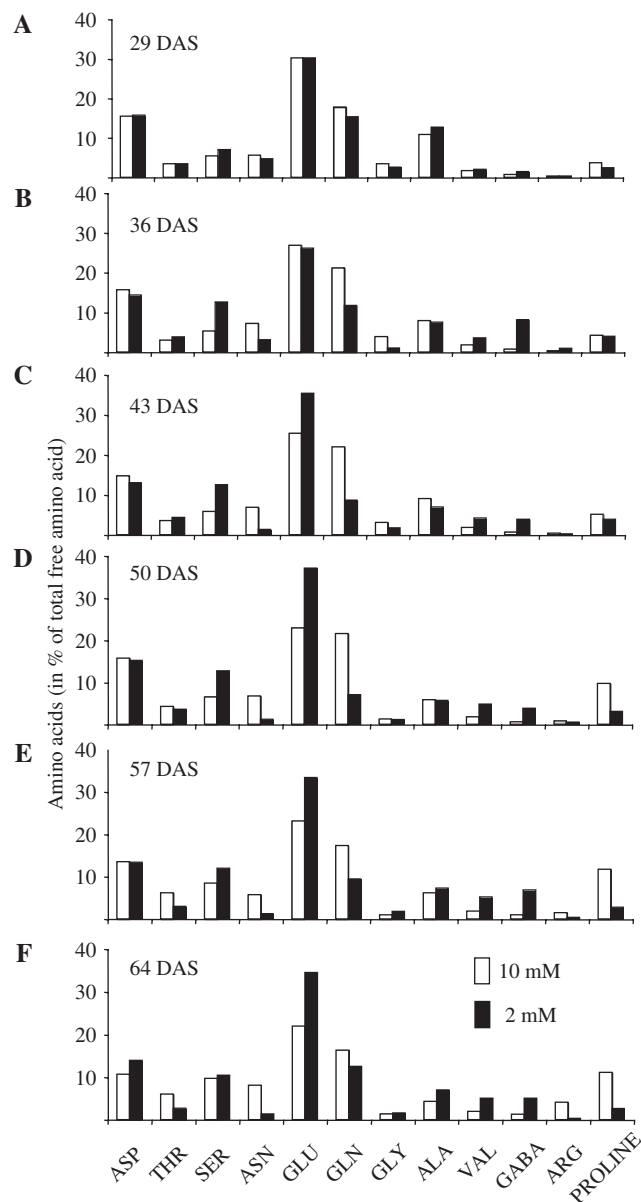 A
29 DAS
40
30
20
10
B
36 DAS
40
30
20
10
C
43 DAS
40
30
20
10
D
50 DAS
40
30
20
10
E
57 DAS
40
30
20
10
F
64 DAS
40
30
20
10
10 mM
2 mM
Amino acids (in % of total free amino acid)
ASP THR SER ASN GLU GLN GLY ALA VAL GABA ARG PROLINE